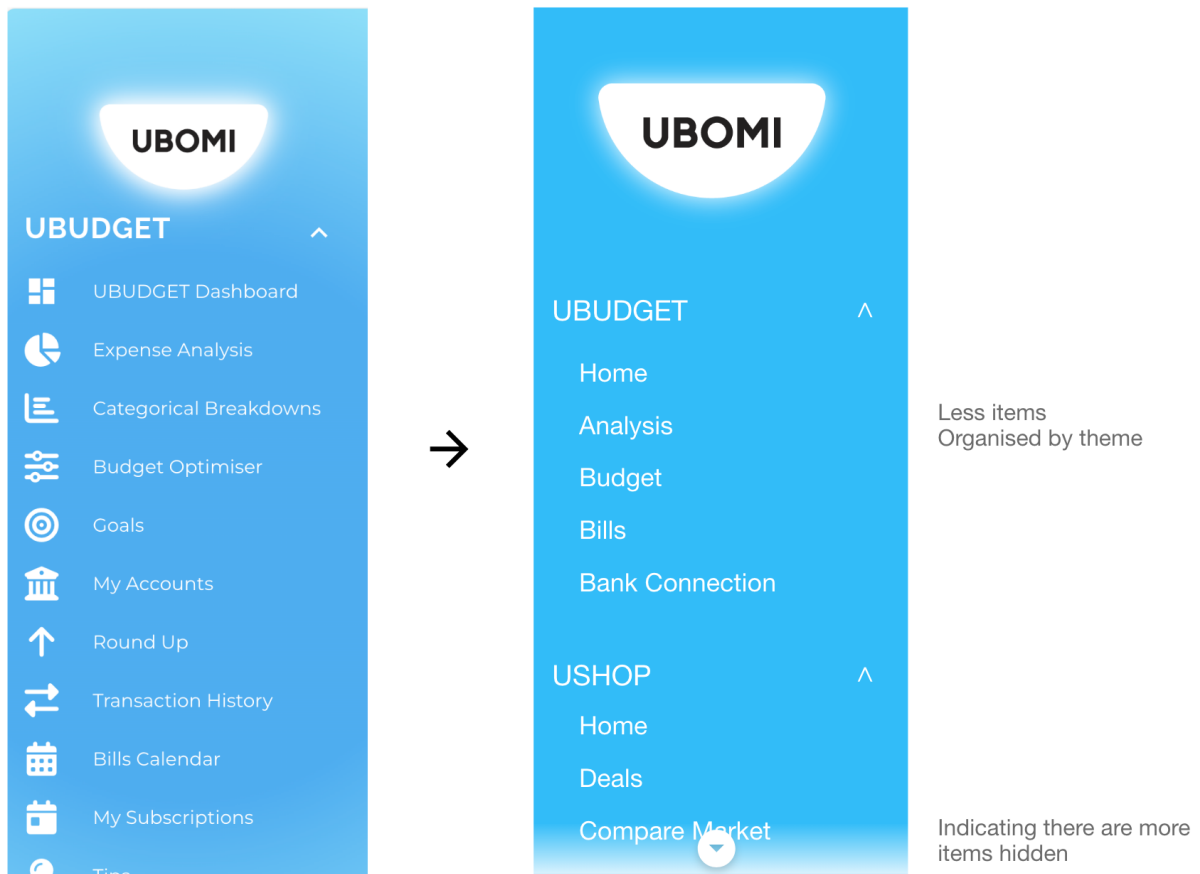 UBOMI
UBUDGET
UBUDGET Dashboard
Expense Analysis
Categorical Breakdowns
Budget Optimiser
Goals
My Accounts
Round Up
Transaction History
Bills Calendar
My Subscriptions
Tips
UBOMI
UBUDGET
Home
Analysis
Budget
Bills
Bank Connection
USHOP
Home
Deals
Compare Market
Less items
Organised by theme
Indicating there are more
items hidden